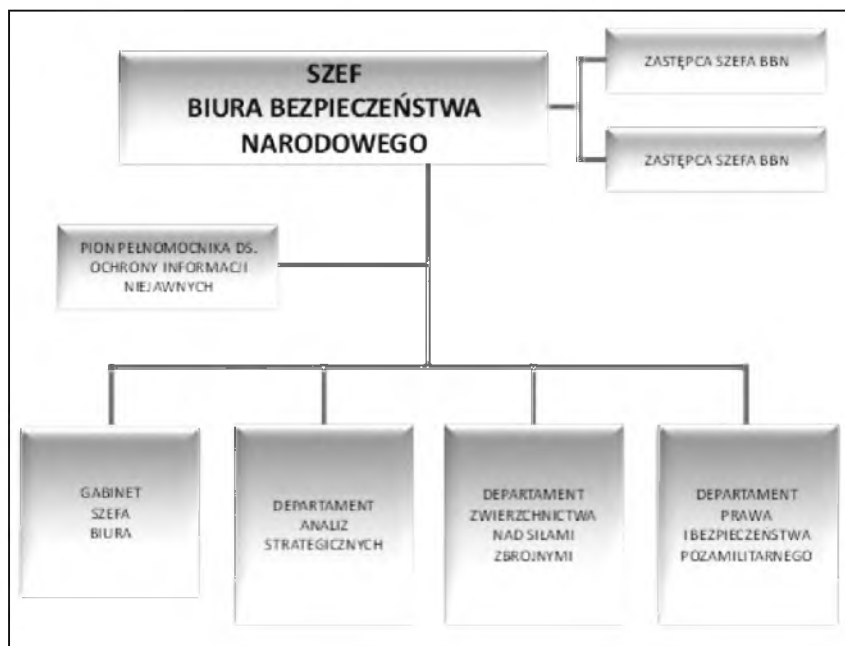 SZEF
BIURA BEZPIECZEŃSTWA
NARODOWEGO
ZASTĘPCA SZEFA BBN
ZASTĘPCA SZEFA BBN
PION PEŁNOMOCNIKA DS.
OCHRONY INFORMACJI
NIEJAWNYCH
GABINET
SZEFA
BIURA
DEPARTAMENT
ANALIZ
STRATEGICZNYCH
DEPARTAMENT
ZWIERZCHNICTWA
NAD SIŁAMI
ZBROJNYMI
DEPARTAMENT
PRAWA
I BEZPIECZEŃSTWA
POZAMILITARNEGO